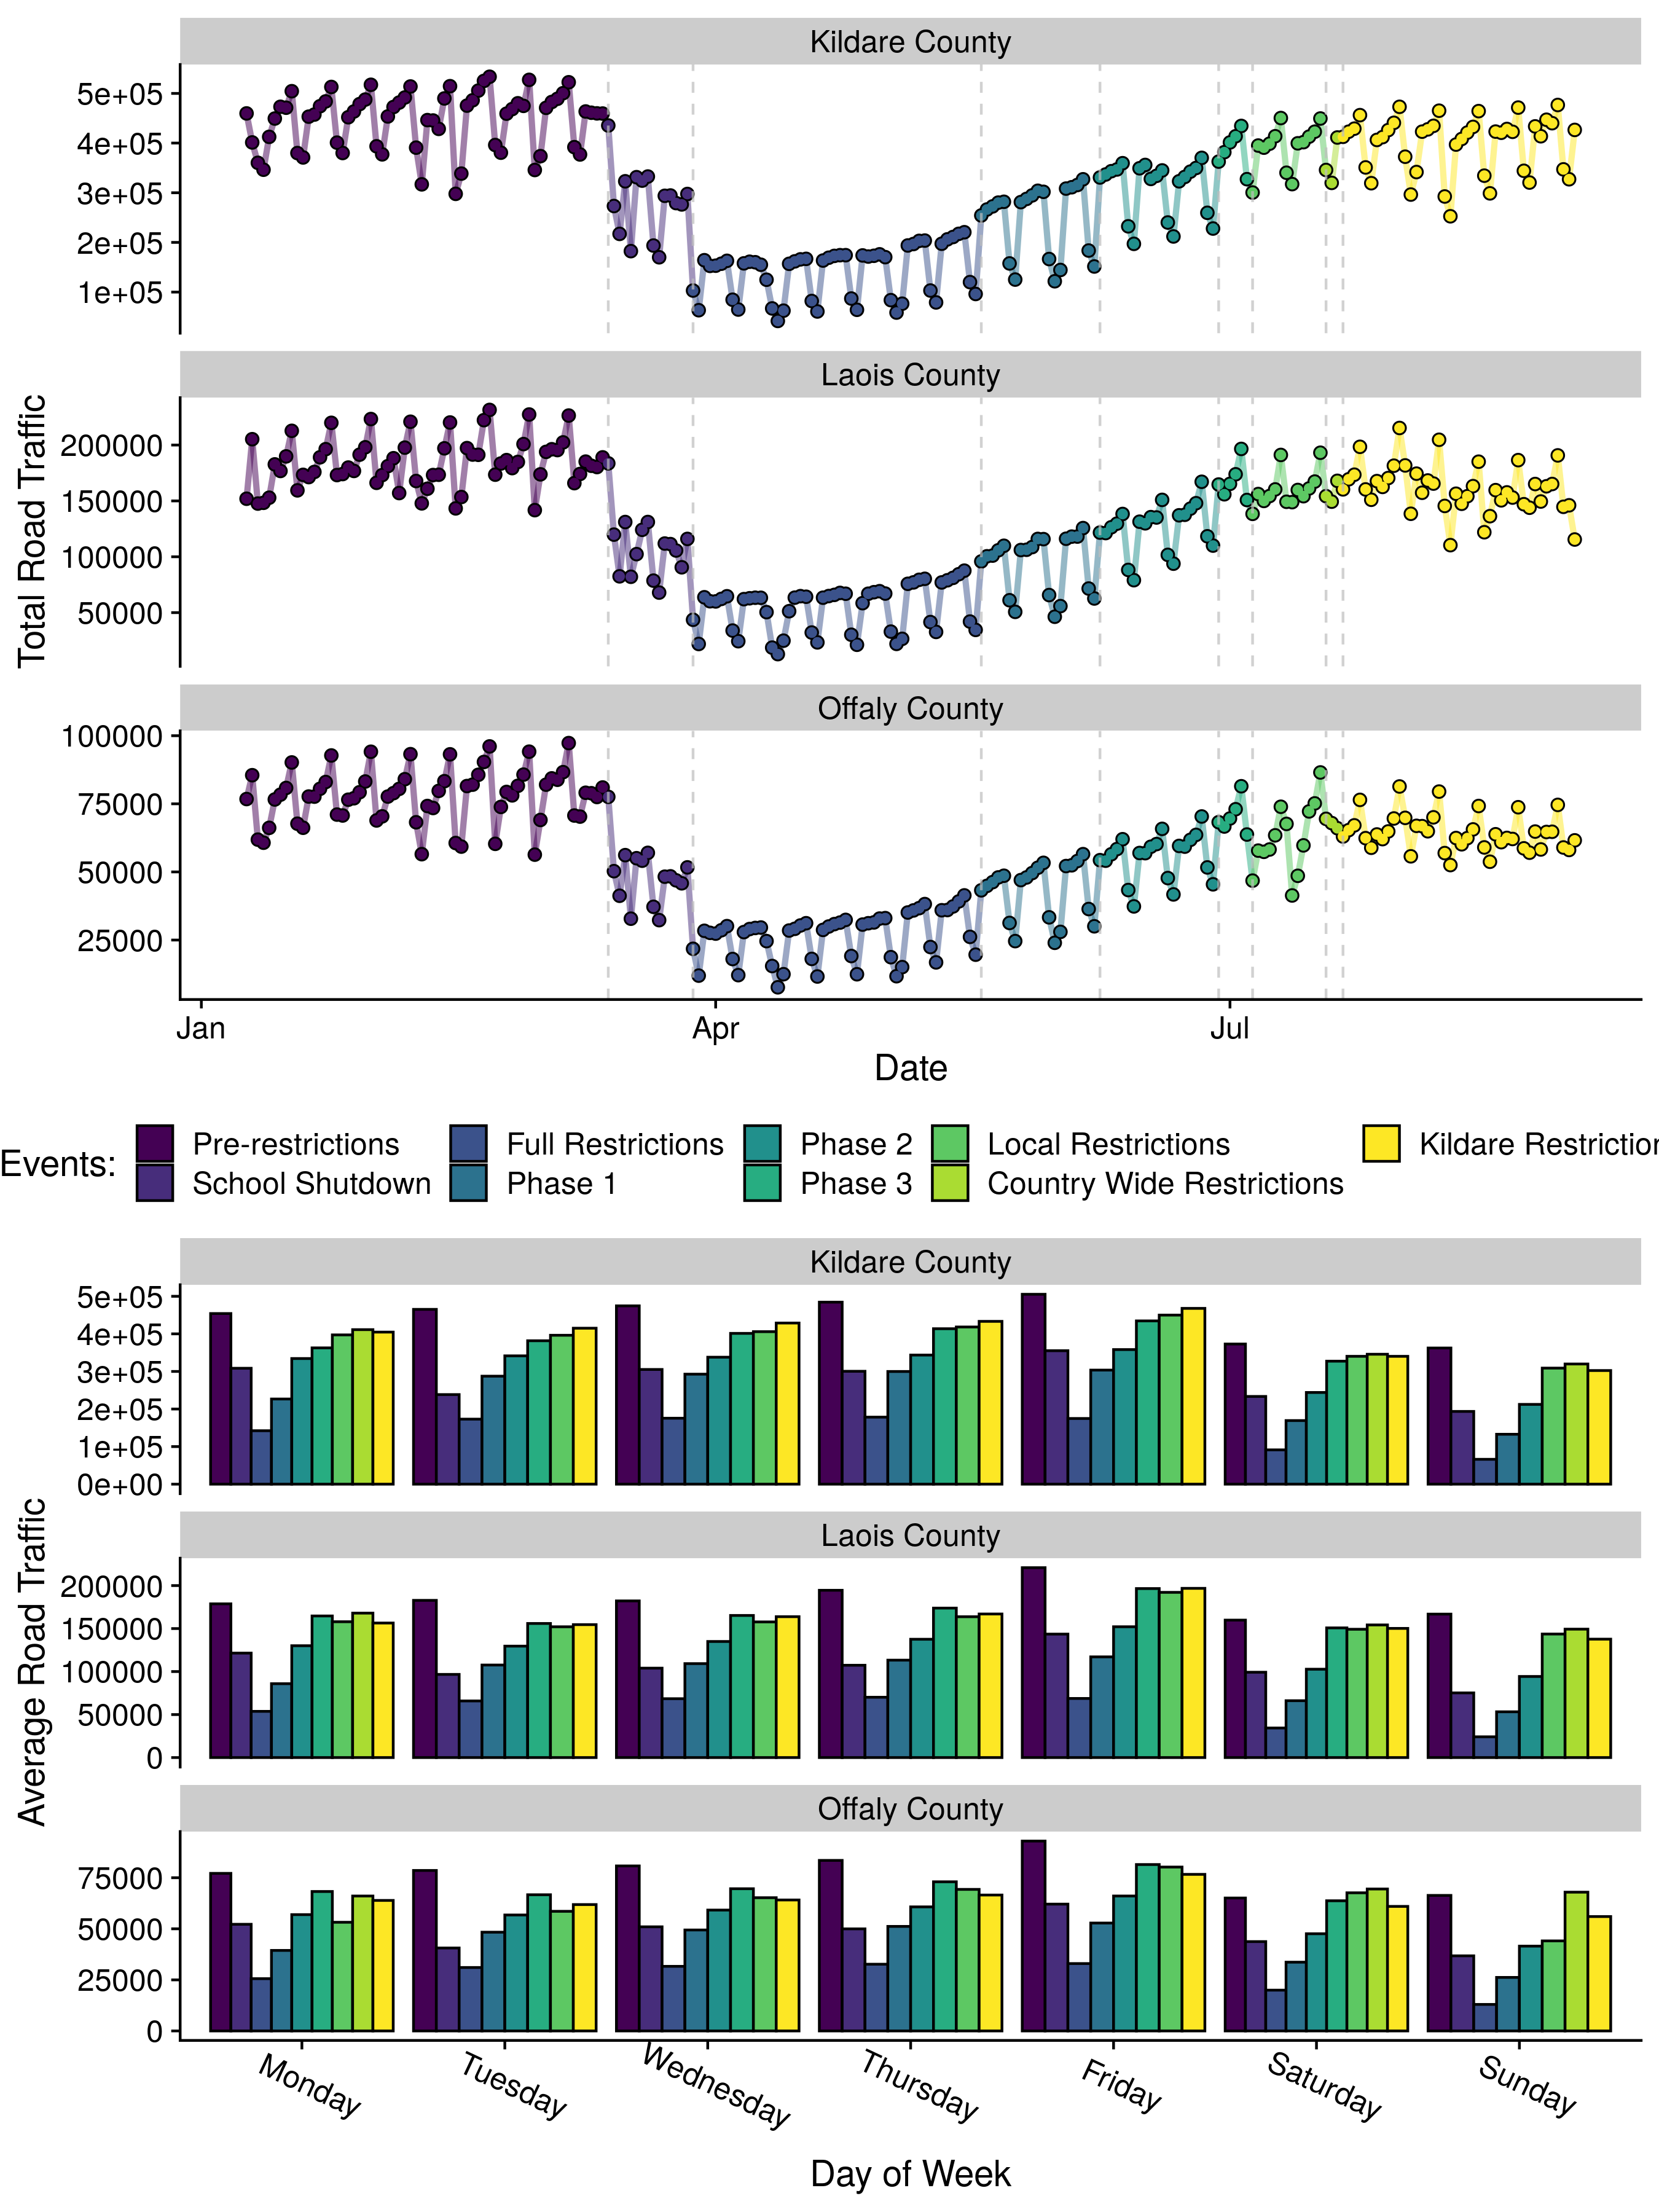 Kildare County
5e+05
4e+05
3e+05
2e+05
1e+05
Laois County
200000
150000
100000
50000
Offaly County
100000
75000
50000
25000
Total Road Traffic
Jan Apr Jul
Date
Events:
Pre-restrictions Full Restrictions Phase 2 Local Restrictions Kildare Restriction
School Shutdown Phase 1 Phase 3 Country Wide Restrictions
Kildare County
5e+05
4e+05
3e+05
2e+05
1e+05
0e+00
Laois County
200000
150000
100000
50000
0
Offaly County
75000
50000
25000
0
Average Road Traffic
Monday Tuesday Wednesday Thursday Friday Saturday Sunday
Day of Week